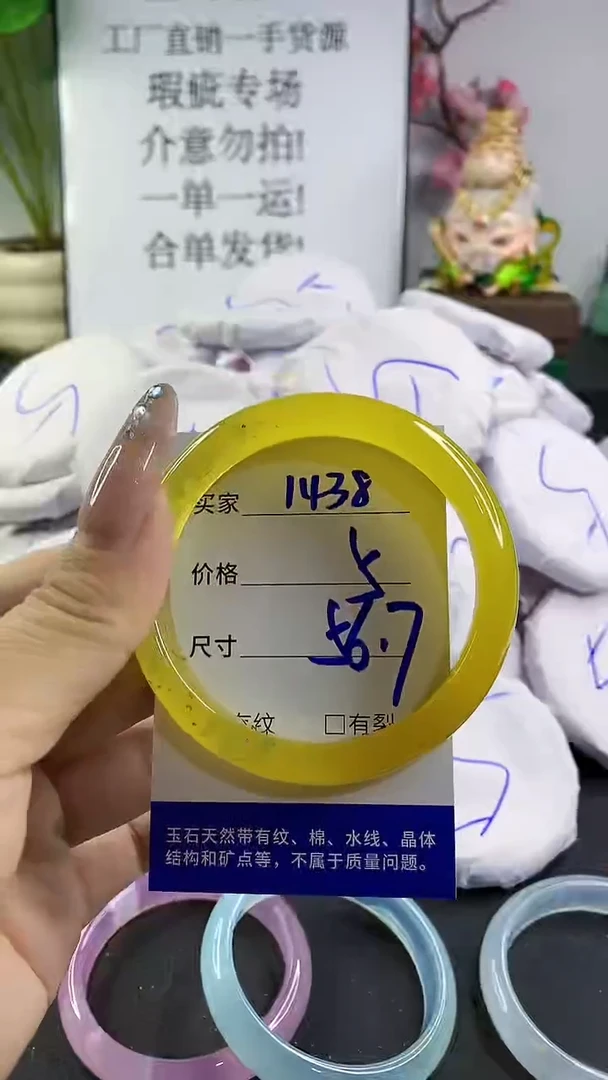 工厂直销一手货源
瑕疵专场
介意勿拍!
一单一运!
合单发货!
买家 1438
价格
尺寸 56.7
有纹 □有裂
玉石天然带有纹、棉、水线、晶体
结构和矿点等，不属于质量问题。